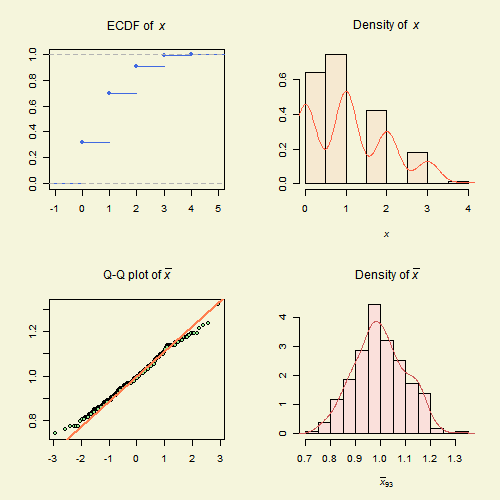 ECDF of x
Density of x
1.0
0.8
0.6
0.4
0.2
0.0
-1 0 1 2 3 4 5
0.6
0.4
0.2
0.0
0 1 2 3 4
x
Q-Q plot of x̅
Density of x̅
1.2
1.0
0.8
-3 -2 -1 0 1 2 3
4
3
2
1
0
0.7 0.8 0.9 1.0 1.1 1.2 1.3
x̅93